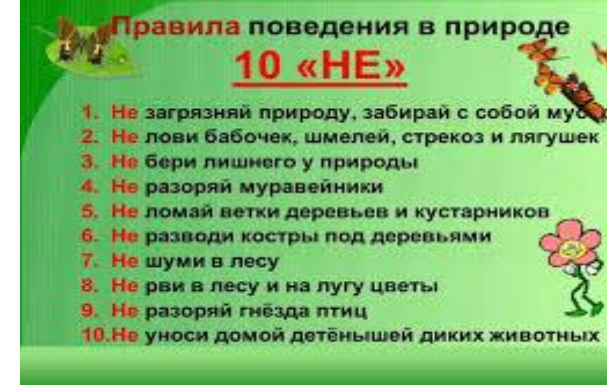 Правила поведения в природе
10 «НЕ»
1. Не загрязняй природу, забирай с собой
2. Не лови бабочек, шмелей, стрекоз и лягушек
3. Не бери лишнего у природы
4. Не разоряй муравейники
5. Не ломай ветки деревьев и кустарников
6. Не разводи костры под деревьями
7. Не шуми в лесу
8. Не рви в лесу и на лугу цветы
9. Не разоряй гнёзда птиц
10.Не уноси домой детёнышей диких животных